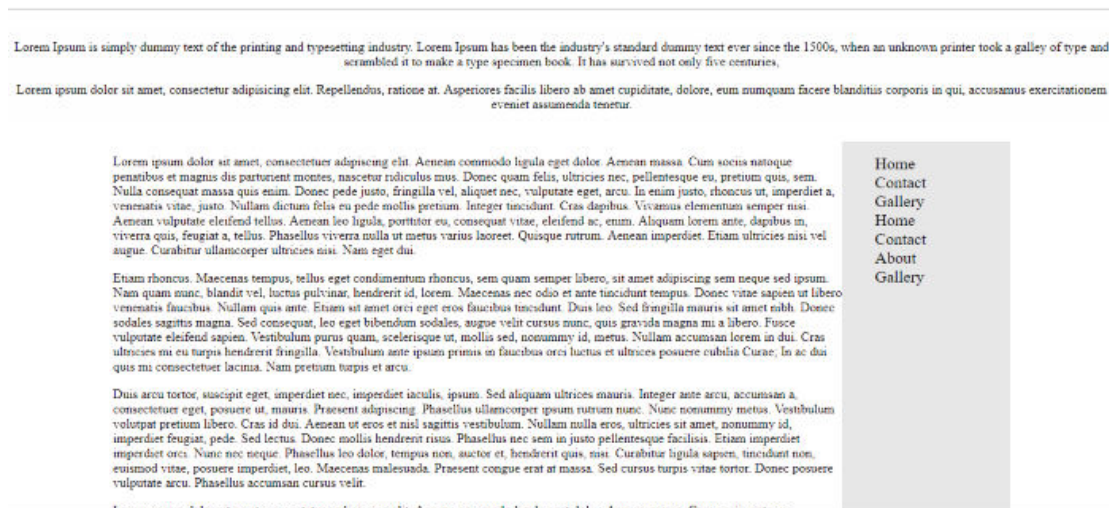 Lorem Ipsum is simply dummy text of the printing and typesetting industry. Lorem Ipsum has been the industry's standard dummy text ever since the 1500s, when an unknown printer took a galley of type and
scrambled it to make a type specimen book. It has survived not only five centuries,
Lorem ipsum dolor sit amet, consectetur adipisicing elit. Repellendus, ratione at. Asperiores facilis libero ab amet cupiditate, dolore, eum numquam facere blanditiis corporis in qui, accusamus exercitationem
eveniet assumenda tenetur.
Lorem ipsum dolor sit amet, consectetuer adipiscing elit. Aenean commodo ligula eget dolor. Aenean massa. Cum sociis natoque
penatibus et magnis dis parturient montes, nascetur ridiculus mus. Donec quam felis, ultricies nec, pellentesque eu, pretium quis, sem.
Nulla consequat massa quis enim. Donec pede justo, fringilla vel, aliquet nec, vulputate eget, arcu. In enim justo, rhoncus ut, imperdiet a,
venenatis vitae, justo. Nullam dictum felis eu pede mollis pretium. Integer tincidunt. Cras dapibus. Vivamus elementum semper nisi.
Aenean vulputate eleifend tellus. Aenean leo ligula, porttitor eu, consequat vitae, eleifend ac, enim. Aliquam lorem ante, dapibus in,
viverra quis, feugiat a, tellus. Phasellus viverra nulla ut metus varius laoreet. Quisque rutrum. Aenean imperdiet. Etiam ultricies nisi vel
augue. Curabitur ullamcorper ultricies nisi. Nam eget dui.
Etiam rhoncus. Maecenas tempus, tellus eget condimentum rhoncus, sem quam semper libero, sit amet adipiscing sem neque sed ipsum.
Nam quam nunc, blandit vel, luctus pulvinar, hendrerit id, lorem. Maecenas nec odio et ante tincidunt tempus. Donec vitae sapien ut libero
venenatis faucibus. Nullam quis ante. Etiam sit amet orci eget eros faucibus tincidunt. Duis leo. Sed fringilla mauris sit amet nibh. Donec
sodales sagittis magna. Sed consequat, leo eget bibendum sodales, augue velit cursus nunc, quis gravida magna mi a libero. Fusce
vulputate eleifend sapien. Vestibulum purus quam, scelerisque ut, mollis sed, nonummy id, metus. Nullam accumsan lorem in dui. Cras
ultricies mi eu turpis hendrerit fringilla. Vestibulum ante ipsum primis in faucibus orci luctus et ultrices posuere cubilia Curae; In ac dui
quis mi consectetuer lacinia. Nam pretium turpis et arcu.
Duis arcu tortor, suscipit eget, imperdiet nec, imperdiet iaculis, ipsum. Sed aliquam ultrices mauris. Integer ante arcu, accumsan a,
consectetuer eget, posuere ut, mauris. Praesent adipiscing. Phasellus ullamcorper ipsum rutrum nunc. Nunc nonummy metus. Vestibulum
volutpat pretium libero. Cras id dui. Aenean ut eros et nisl sagittis vestibulum. Nullam nulla eros, ultricies sit amet, nonummy id,
imperdiet feugiat, pede. Sed lectus. Donec mollis hendrerit risus. Phasellus nec sem in justo pellentesque facilisis. Etiam imperdiet
imperdiet orci. Nunc nec neque. Phasellus leo dolor, tempus non, auctor et, hendrerit quis, nisi. Curabitur ligula sapien, tincidunt non,
euismod vitae, posuere imperdiet, leo. Maecenas malesuada. Praesent congue erat at massa. Sed cursus turpis vitae tortor. Donec posuere
vulputate arcu. Phasellus accumsan cursus velit.
Home
Contact
Gallery
Home
Contact
About
Gallery